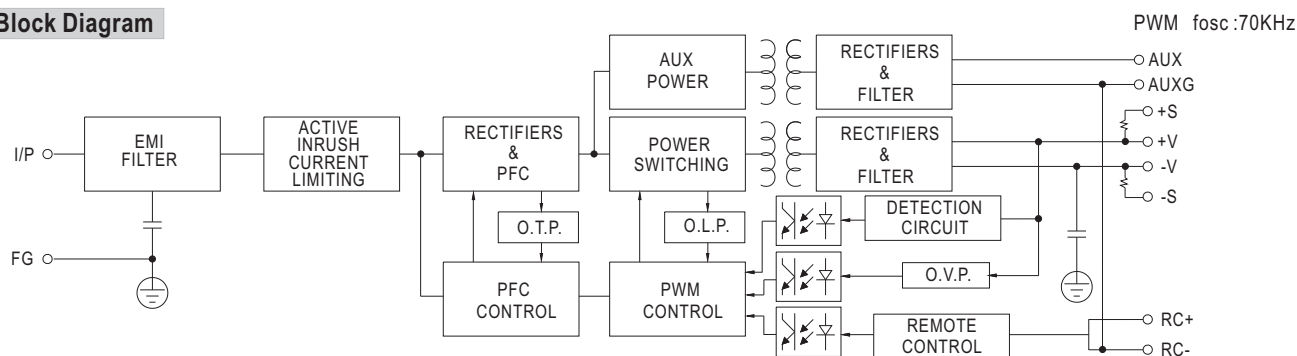 Block Diagram
PWM fosc :70KHz
AUX
POWER
RECTIFIERS
&
FILTER
AUX
AUXG
I/P
EMI
FILTER
ACTIVE
INRUSH
CURRENT
LIMITING
RECTIFIERS
&
PFC
POWER
SWITCHING
RECTIFIERS
&
FILTER
+S
+V
-V
-S
O.T.P.
O.L.P.
DETECTION
CIRCUIT
FG
PFC
CONTROL
PWM
CONTROL
O.V.P.
REMOTE
CONTROL
RC+
RC-